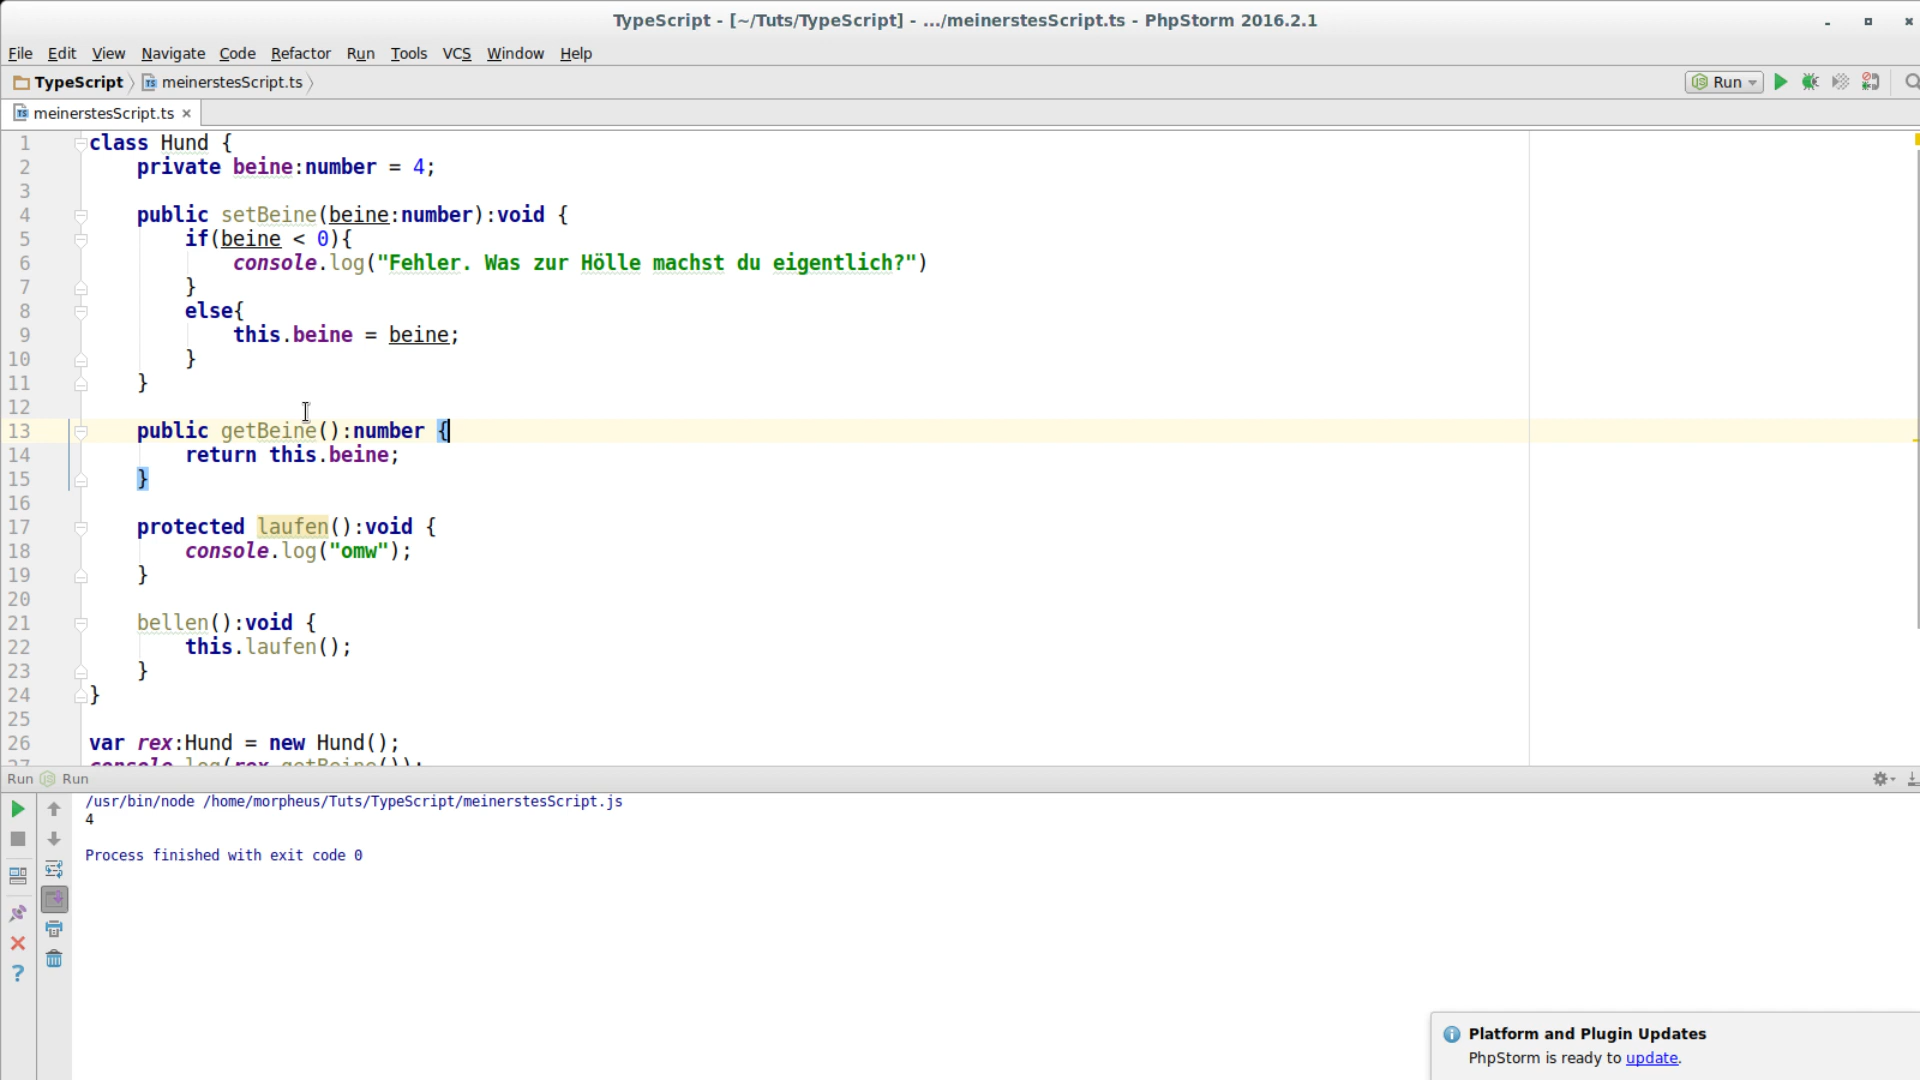 TypeScript - [~/Tuts/TypeScript] - .../meinerstesScript.ts - PhpStorm 2016.2.1
File Edit View Navigate Code Refactor Run Tools VCS Window Help
TypeScript meinerstesScript.ts Run
meinerstesScript.ts
1 class Hund {
2 private beine:number = 4;
3
4 public setBeine(beine:number):void {
5 if(beine < 0){
6 console.log("Fehler. Was zur Hölle machst du eigentlich?")
7 }
8 else{
9 this.beine = beine;
10 }
11 }
12
13 public getBeine():number {
14 return this.beine;
15 }
16
17 protected laufen():void {
18 console.log("omw");
19 }
20
21 bellen():void {
22 this.laufen();
23 }
24 }
25
26 var rex:Hund = new Hund();
27 console.log(rex.getBeine());
Run Run
/usr/bin/node /home/morpheus/Tuts/TypeScript/meinerstesScript.js
4
Process finished with exit code 0
Platform and Plugin Updates
PhpStorm is ready to update.